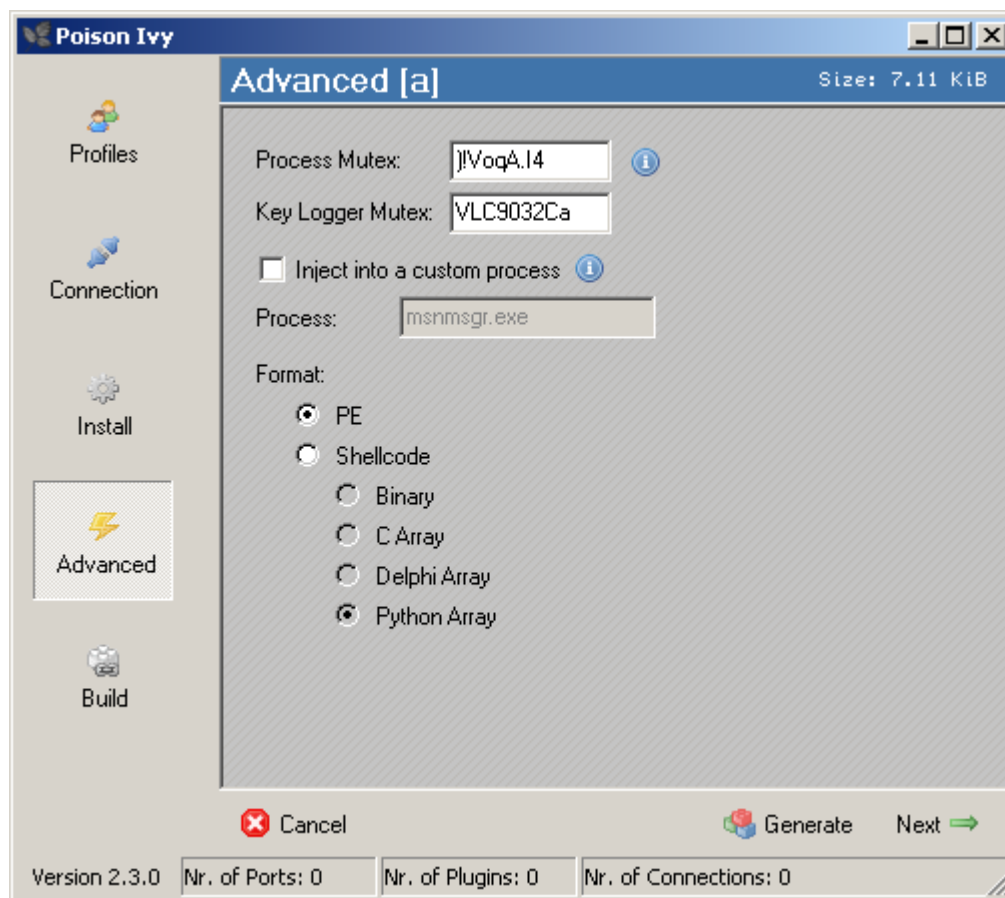 Poison Ivy
Advanced [a]
Size: 7.11 KiB
Profiles
Connection
Install
Advanced
Build
Process Mutex: )!VoqA.I4
Key Logger Mutex: VLC9032Ca
Inject into a custom process
Process: msnmsgr.exe
Format:
PE
Shellcode
Binary
C Array
Delphi Array
Python Array
Cancel
Generate
Next
Version 2.3.0
Nr. of Ports: 0
Nr. of Plugins: 0
Nr. of Connections: 0